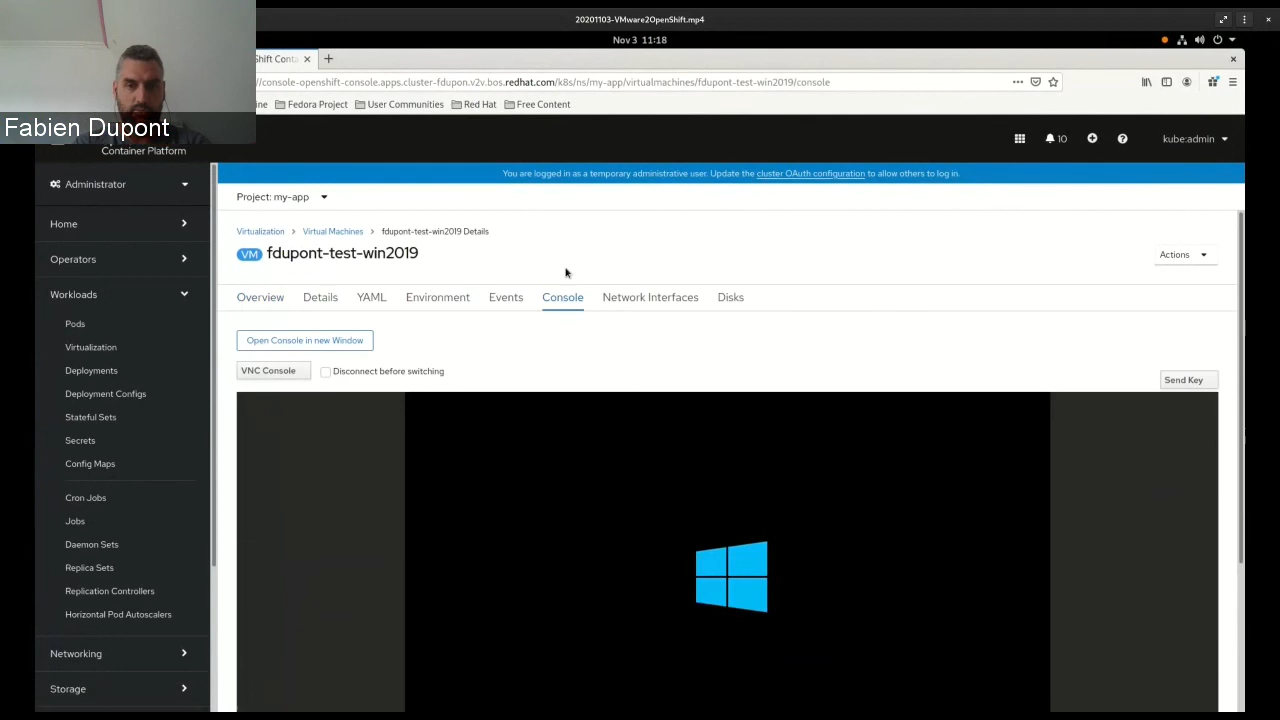 20201103-VMware2OpenShift.mp4
Nov 3 11:18
Shift Conta
//console-openshift-console.apps.cluster-fdupon.v2v.bos.redhat.com/k8s/ns/my-app/virtualmachines/fdupont-test-win2019/console
ine Fedora Project User Communities Red Hat Free Content
Fabien Dupont
Container Platform
10 kube:admin
Administrator
You are logged in as a temporary administrative user. Update the cluster OAuth configuration to allow others to log in.
Project: my-app
Home
Virtualization > Virtual Machines > fdupont-test-win2019 Details
VM fdupont-test-win2019
Actions
Operators
Workloads
Overview Details YAML Environment Events Console Network Interfaces Disks
Pods
Open Console in new Window
Virtualization
VNC Console Disconnect before switching
Send Key
Deployments
Deployment Configs
Stateful Sets
Secrets
Config Maps
Cron Jobs
Jobs
Daemon Sets
Replica Sets
Replication Controllers
Horizontal Pod Autoscalers
Networking
Storage